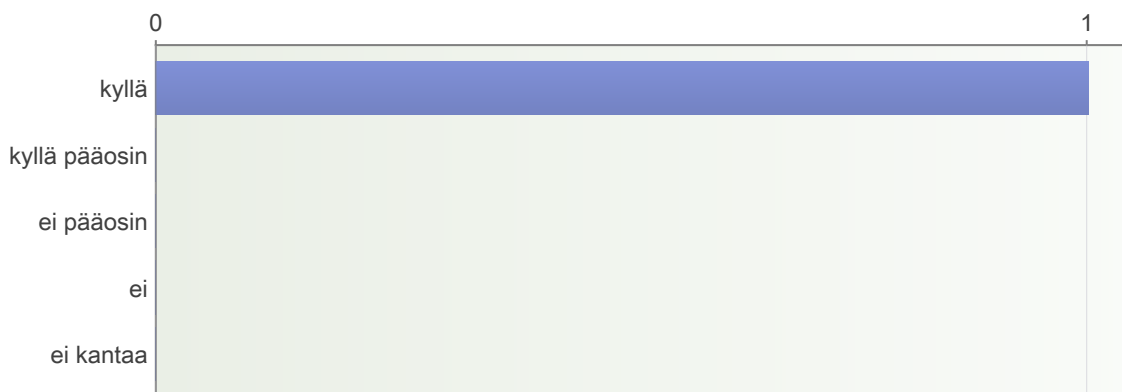 0 1
kyllä
kyllä pääosin
ei pääosin
ei
ei kantaa